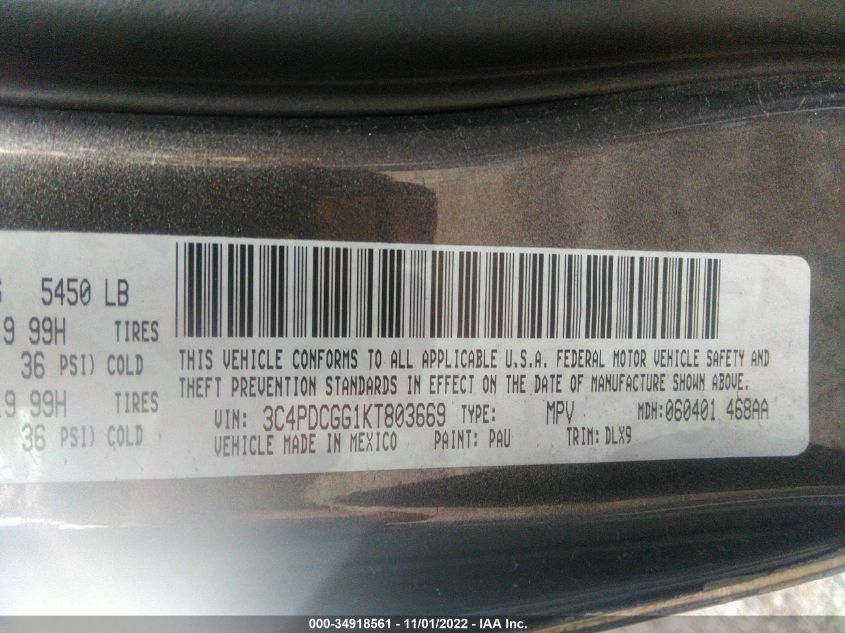 5450 LB
9 99H TIRES
36 PSI) COLD
19 99H TIRES
36 PSI) COLD
THIS VEHICLE CONFORMS TO ALL APPLICABLE U.S.A. FEDERAL MOTOR VEHICLE SAFETY AND
THEFT PREVENTION STANDARDS IN EFFECT ON THE DATE OF MANUFACTURE SHOWN ABOVE.
VIN: 3C4PDCGG1KT803669 TYPE: MPV MDH: 060401 468AA
VEHICLE MADE IN MEXICO PAINT: PAU TRIM: DLX9
000-34918561 - 11/01/2022 - IAA Inc.